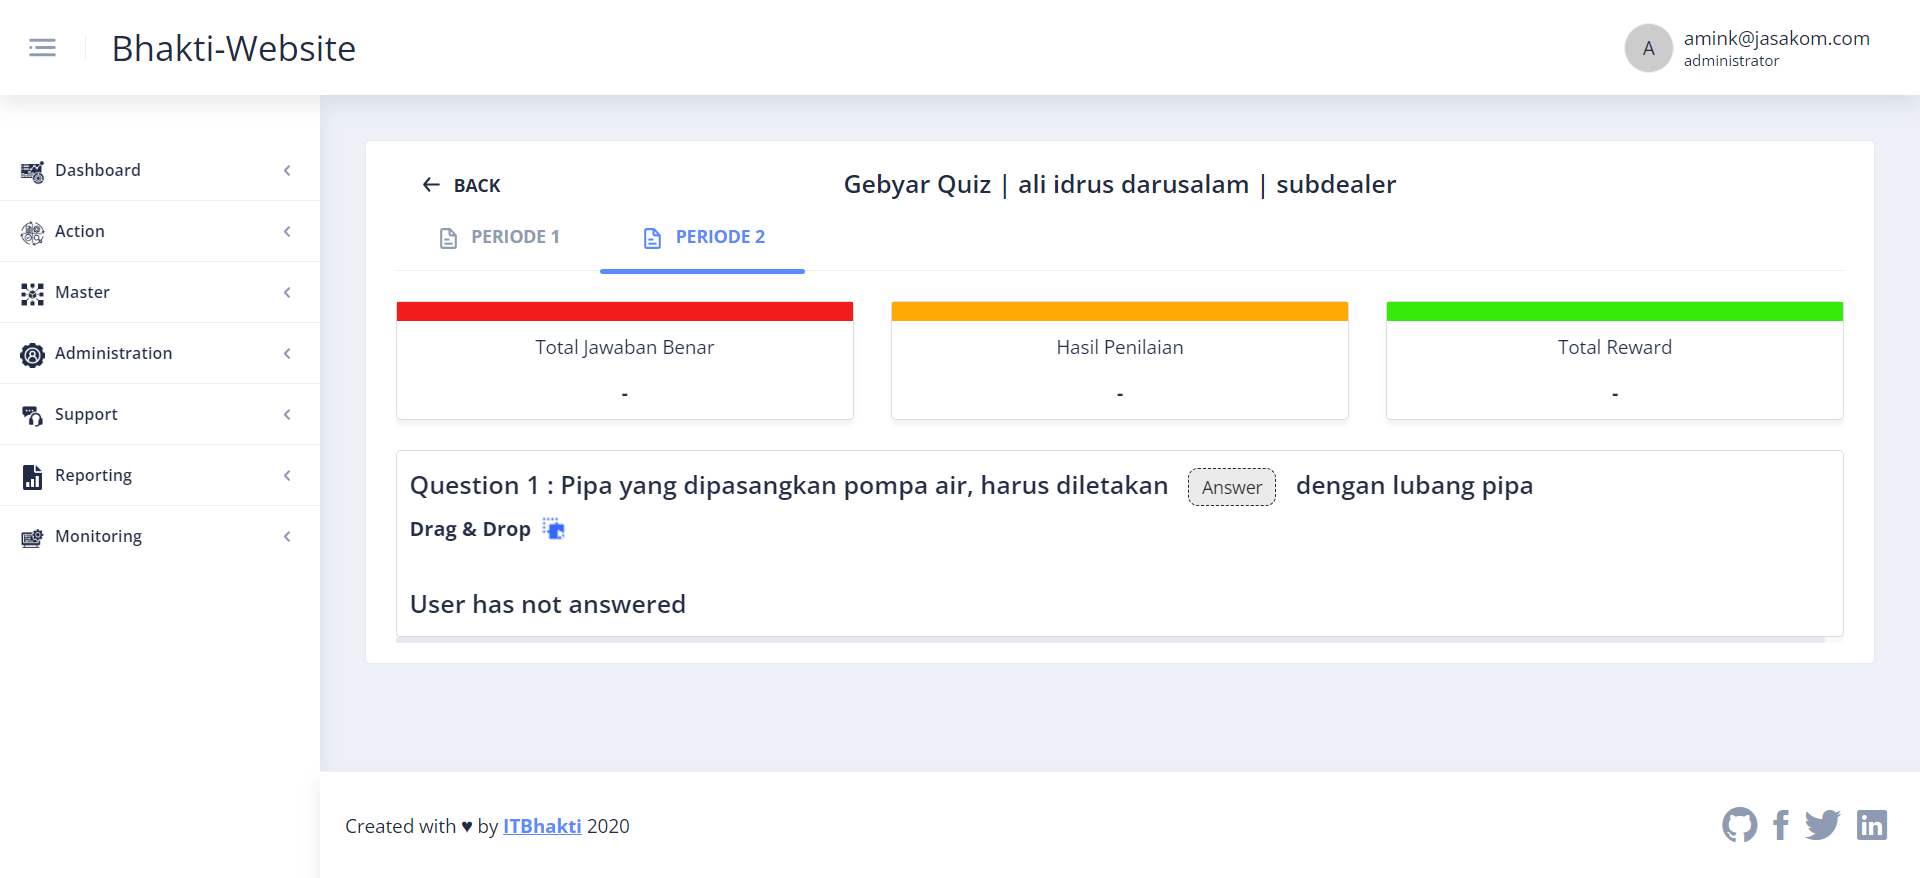 Bhakti-Website
A
amink@jasakom.com
administrator
Dashboard
Action
Master
Administration
Support
Reporting
Monitoring
BACK
Gebyar Quiz | ali idrus darusalam | subdealer
PERIODE 1
PERIODE 2
Total Jawaban Benar
-
Hasil Penilaian
-
Total Reward
-
Question 1 : Pipa yang dipasangkan pompa air, harus diletakan Answer dengan lubang pipa
Drag & Drop
User has not answered
Created with ♥ by ITBhakti 2020